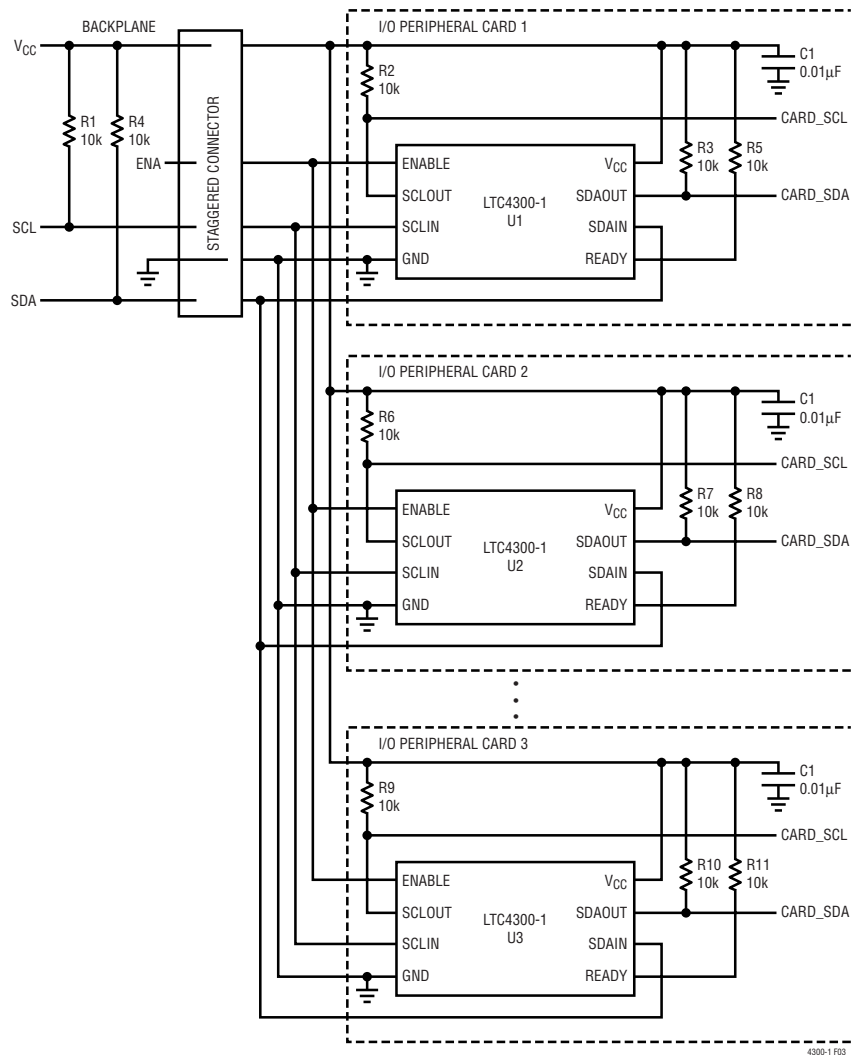 BACKPLANE
VCC
R1
10k
R4
10k
ENA
SCL
SDA
STAGGERED CONNECTOR
I/O PERIPHERAL CARD 1
R2
10k
C1
0.01µF
CARD_SCL
R3
10k
R5
10k
CARD_SDA
ENABLE
SCLOUT
SCLIN
GND
LTC4300-1
U1
VCC
SDAOUT
SDAIN
READY
I/O PERIPHERAL CARD 2
R6
10k
C1
0.01µF
CARD_SCL
R7
10k
R8
10k
CARD_SDA
ENABLE
SCLOUT
SCLIN
GND
LTC4300-1
U2
VCC
SDAOUT
SDAIN
READY
I/O PERIPHERAL CARD 3
R9
10k
C1
0.01µF
CARD_SCL
R10
10k
R11
10k
CARD_SDA
ENABLE
SCLOUT
SCLIN
GND
LTC4300-1
U3
VCC
SDAOUT
SDAIN
READY
4300-1 F03